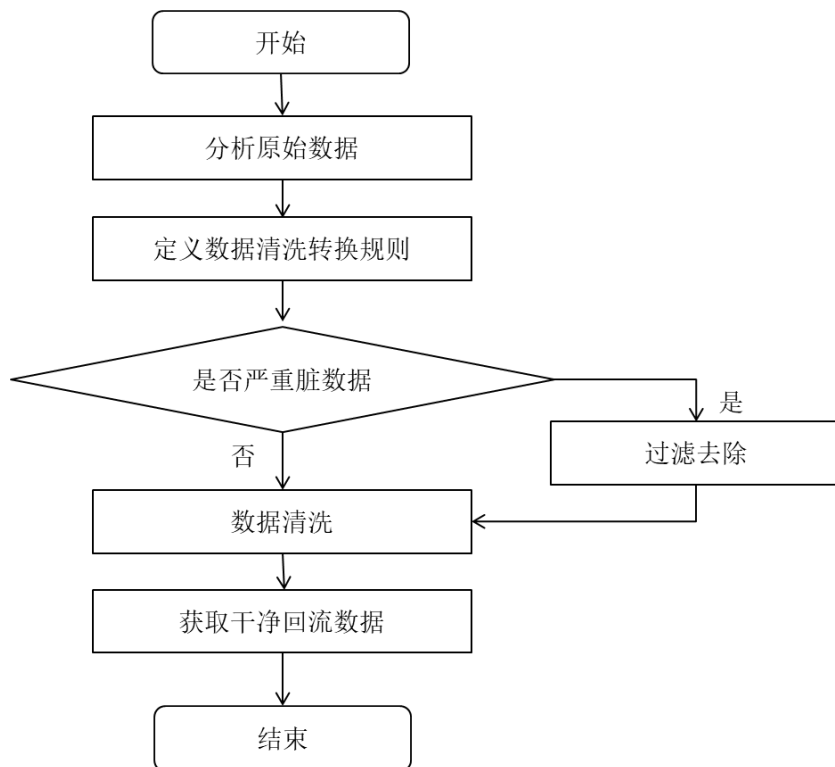 开始
分析原始数据
定义数据清洗转换规则
是否严重脏数据
是
否
过滤去除
数据清洗
获取干净回流数据
结束